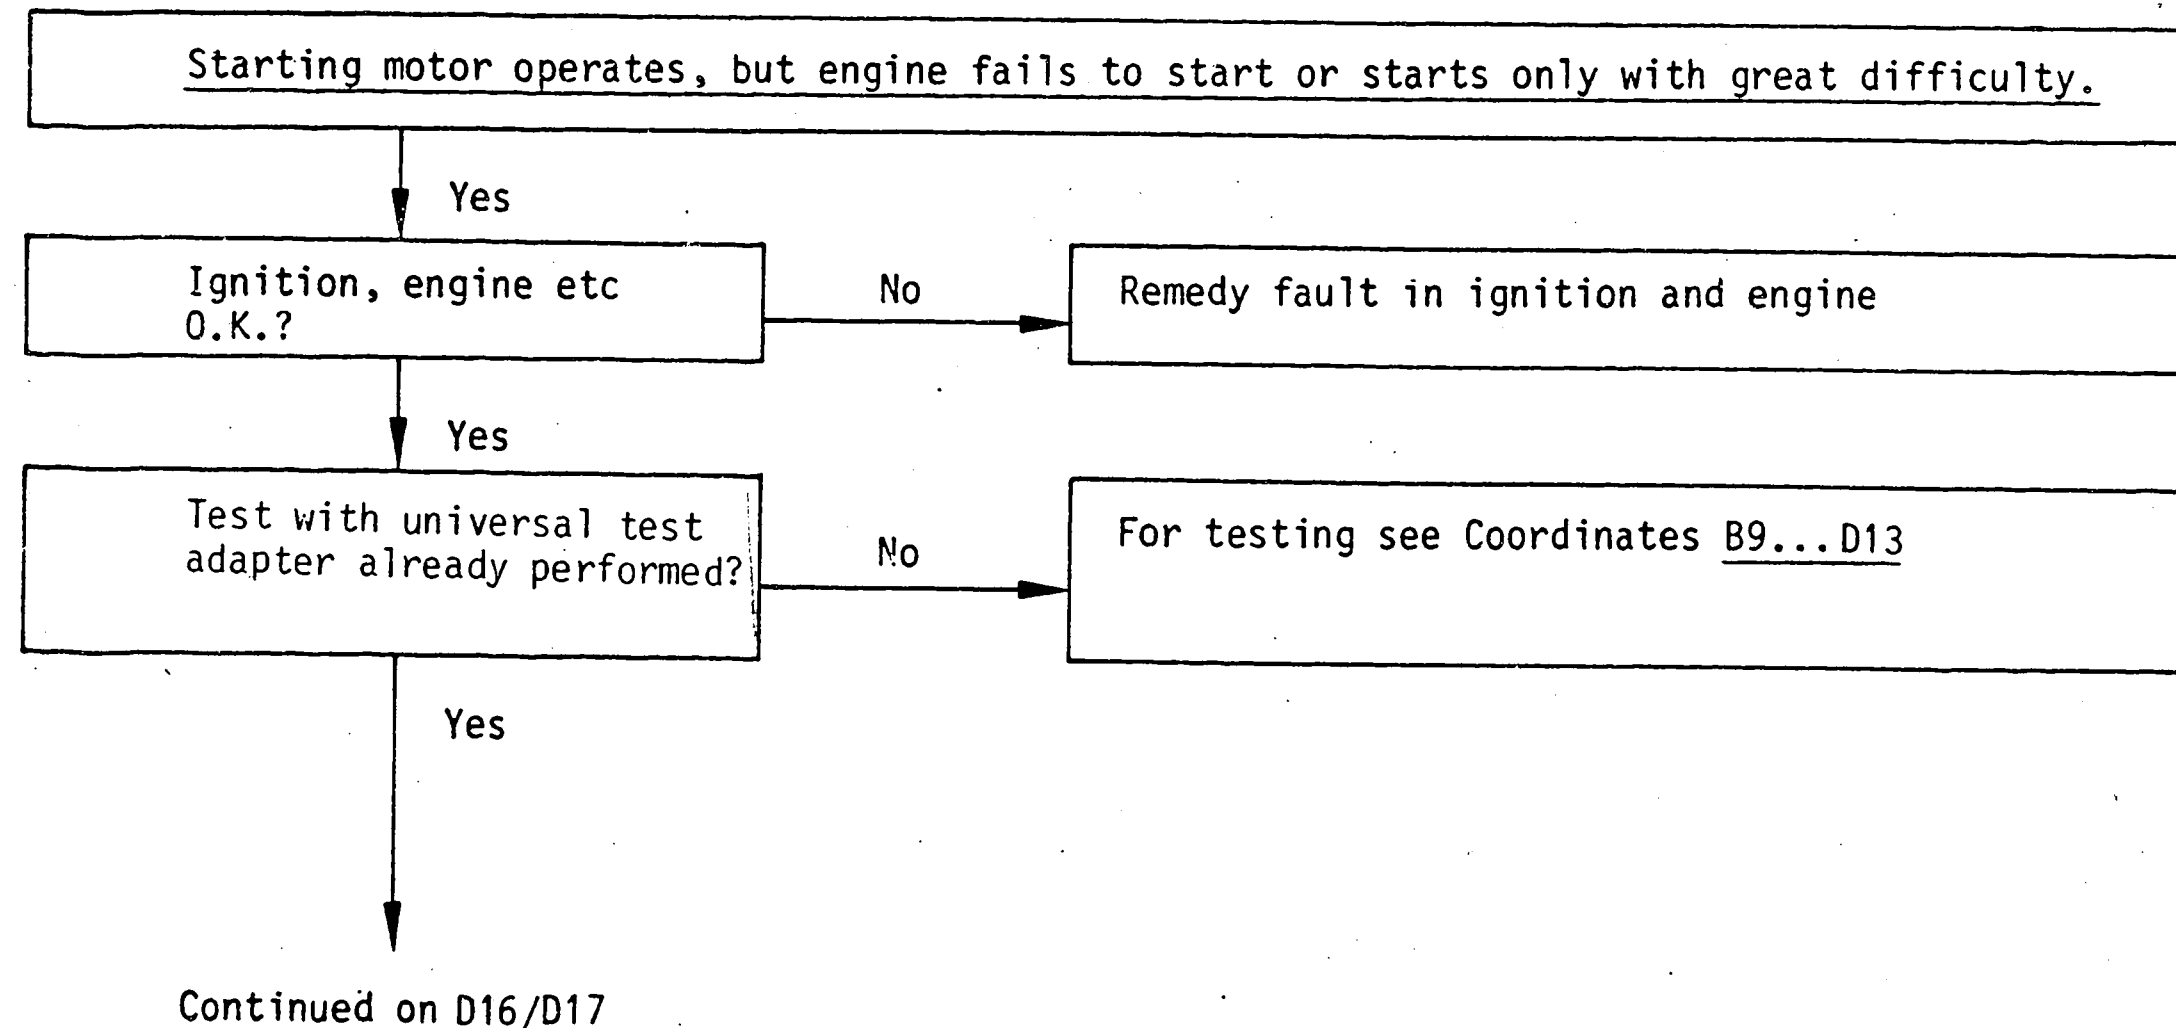 Starting motor operates, but engine fails to start or starts only with great difficulty.
Yes
Ignition, engine etc
O.K.?
No
Remedy fault in ignition and engine
Yes
Test with universal test
adapter already performed?
No
For testing see Coordinates B9...D13
Yes
Continued on D16/D17